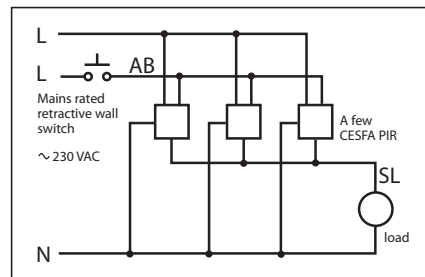 L
L
AB
Mains rated
retractive wall
switch
~ 230 VAC
A few
CESFA PIR
SL
load
N